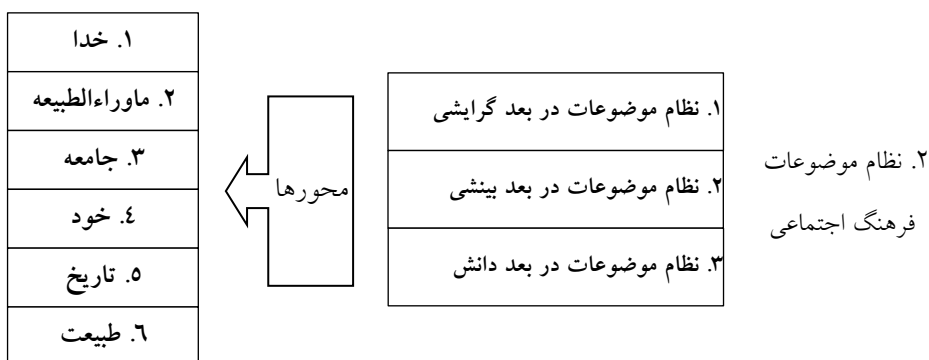 ۲. نظام موضوعات
فرهنگ اجتماعی
۱. نظام موضوعات در بعد گرایشی
۲. نظام موضوعات در بعد بینشی
۳. نظام موضوعات در بعد دانش
محورها
۱. خدا
۲. ماوراءالطبیعه
۳. جامعه
٤. خود
٥. تاریخ
٦. طبیعت